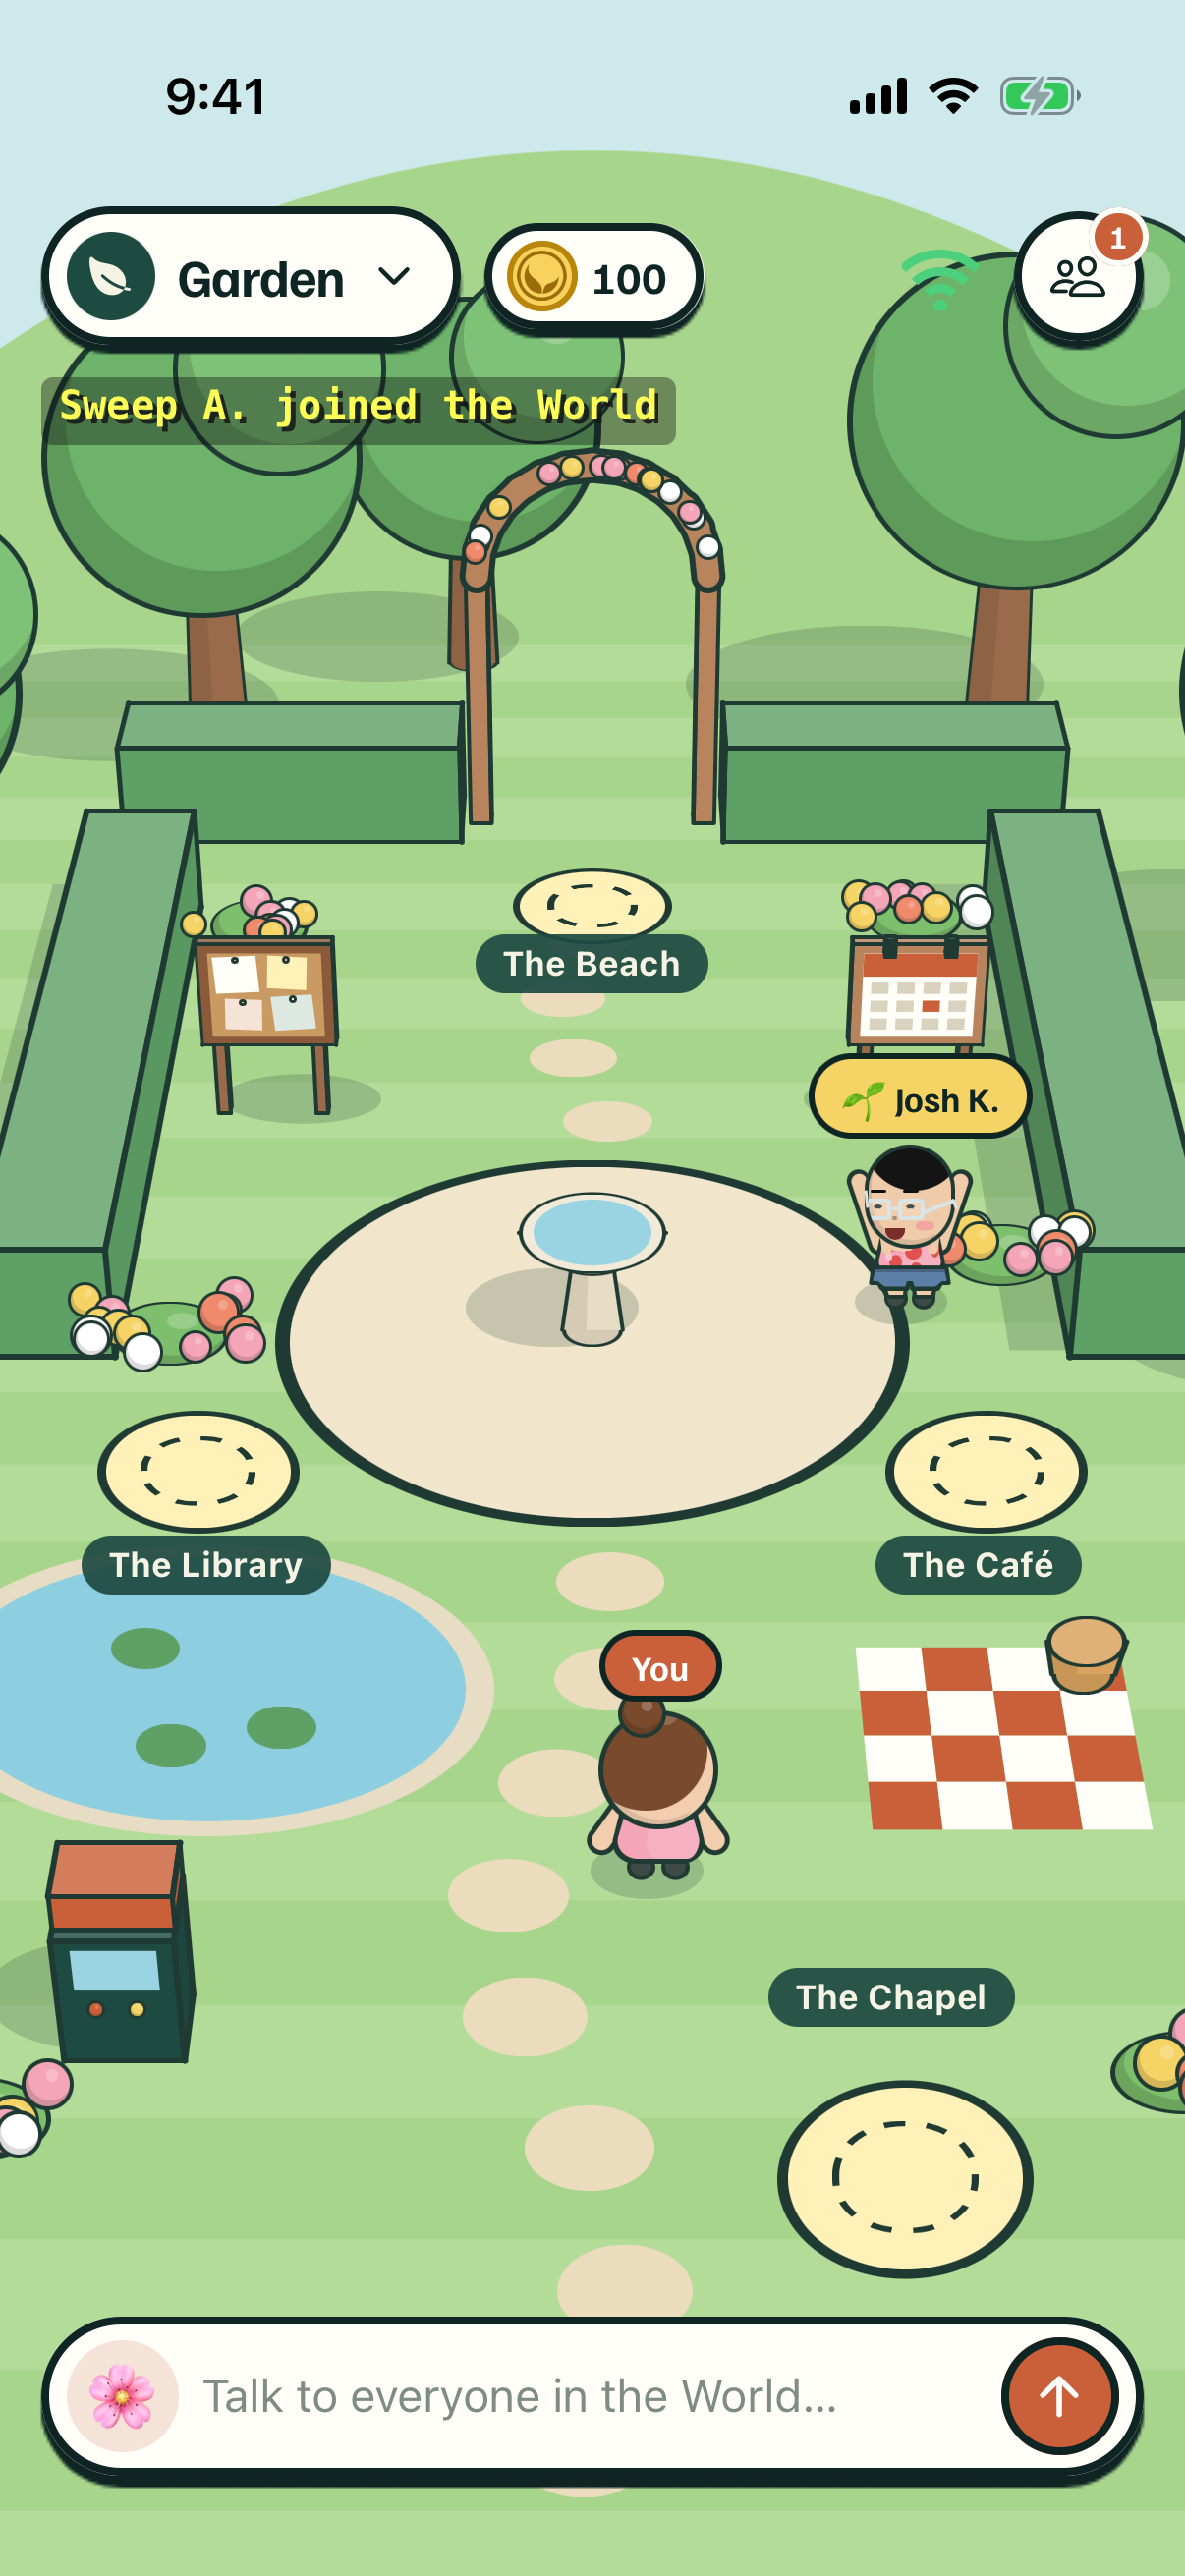 9:41
Garden
100
1
Sweep A. joined the World
The Beach
🌱 Josh K.
The Library
The Café
You
The Chapel
Talk to everyone in the World...